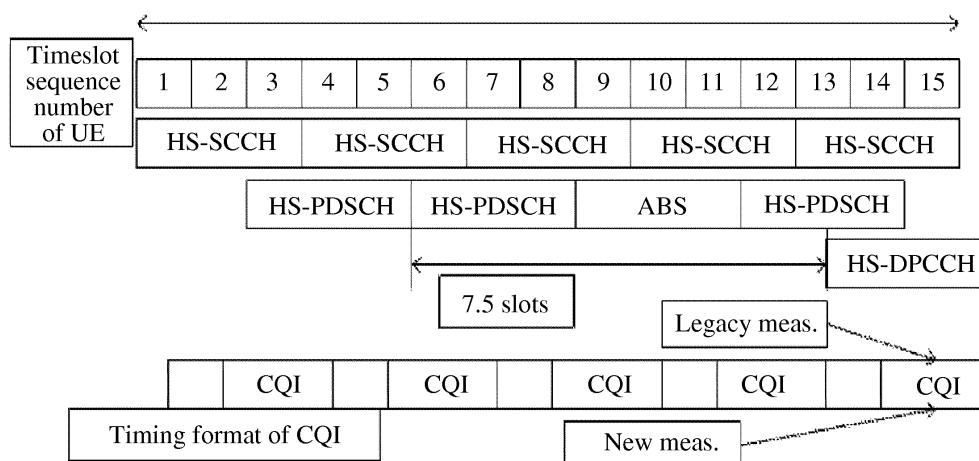 Timeslot
sequence
number
of UE
1 2 3 4 5 6 7 8 9 10 11 12 13 14 15
HS-SCCH HS-SCCH HS-SCCH HS-SCCH HS-SCCH
HS-PDSCH HS-PDSCH ABS HS-PDSCH
HS-DPCCH
7.5 slots
Legacy meas.
CQI CQI CQI CQI CQI
Timing format of CQI
New meas.